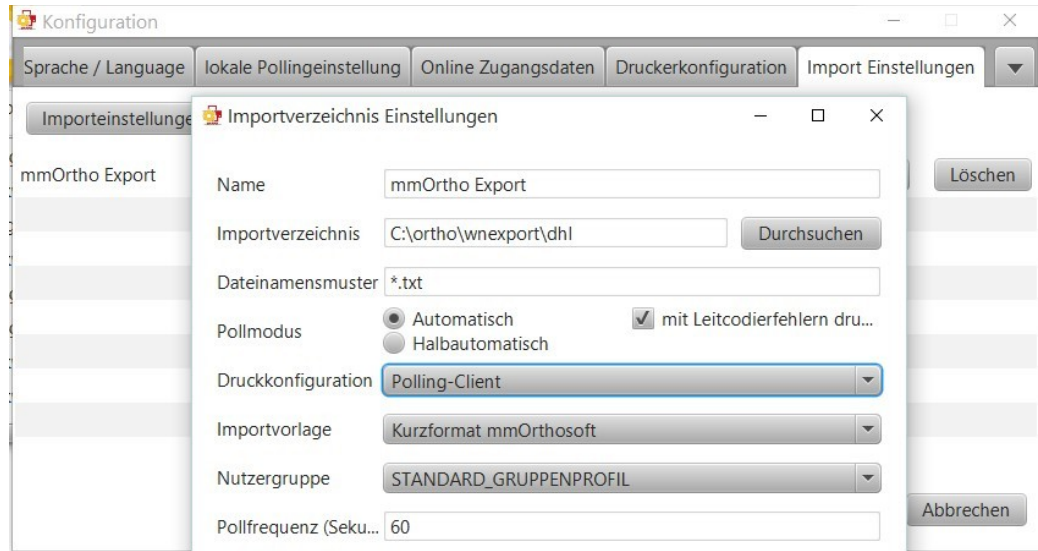 Konfiguration
Sprache / Language lokale Pollingeinstellung Online Zugangsdaten Druckerkonfiguration Import Einstellungen
Importeinstellunge
Importverzeichnis Einstellungen
mmOrtho Export
Löschen
Name mmOrtho Export
Importverzeichnis C:\ortho\wnexport\dhl Durchsuchen
Dateinamensmuster *.txt
Pollmodus
Automatisch mit Leitcodierfehlern dru...
Halbautomatisch
Druckkonfiguration Polling-Client
Importvorlage Kurzformat mmOrthosoft
Nutzergruppe STANDARD_GRUPPENPROFIL
Abbrechen
Pollfrequenz (Seku... 60